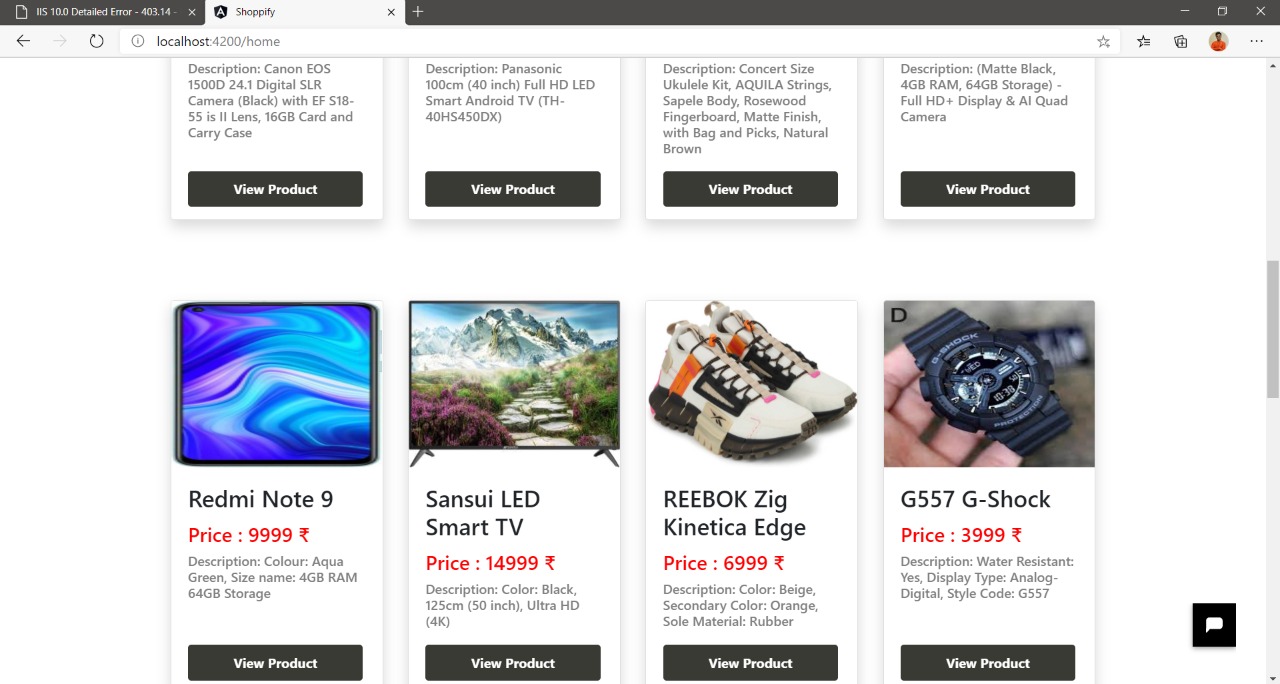 IIS 10.0 Detailed Error - 403.14 -
Shoppify
localhost:4200/home
Description: Canon EOS
1500D 24.1 Digital SLR
Camera (Black) with EF S18-
55 is II Lens, 16GB Card and
Carry Case
View Product
Description: Panasonic
100cm (40 inch) Full HD LED
Smart Android TV (TH-
40HS450DX)
View Product
Description: Concert Size
Ukulele Kit, AQUILA Strings,
Sapele Body, Rosewood
Fingerboard, Matte Finish,
with Bag and Picks, Natural
Brown
View Product
Description: (Matte Black,
4GB RAM, 64GB Storage) -
Full HD+ Display & AI Quad
Camera
View Product
Redmi Note 9
Price : 9999 ₹
Description: Colour: Aqua
Green, Size name: 4GB RAM
64GB Storage
View Product
Sansui LED
Smart TV
Price : 14999 ₹
Description: Color: Black,
125cm (50 inch), Ultra HD
(4K)
View Product
REEBOK Zig
Kinetica Edge
Price : 6999 ₹
Description: Color: Beige,
Secondary Color: Orange,
Sole Material: Rubber
View Product
D
G-SHOCK
WED
10:39
PROTECTION
G557 G-Shock
Price : 3999 ₹
Description: Water Resistant:
Yes, Display Type: Analog-
Digital, Style Code: G557
View Product